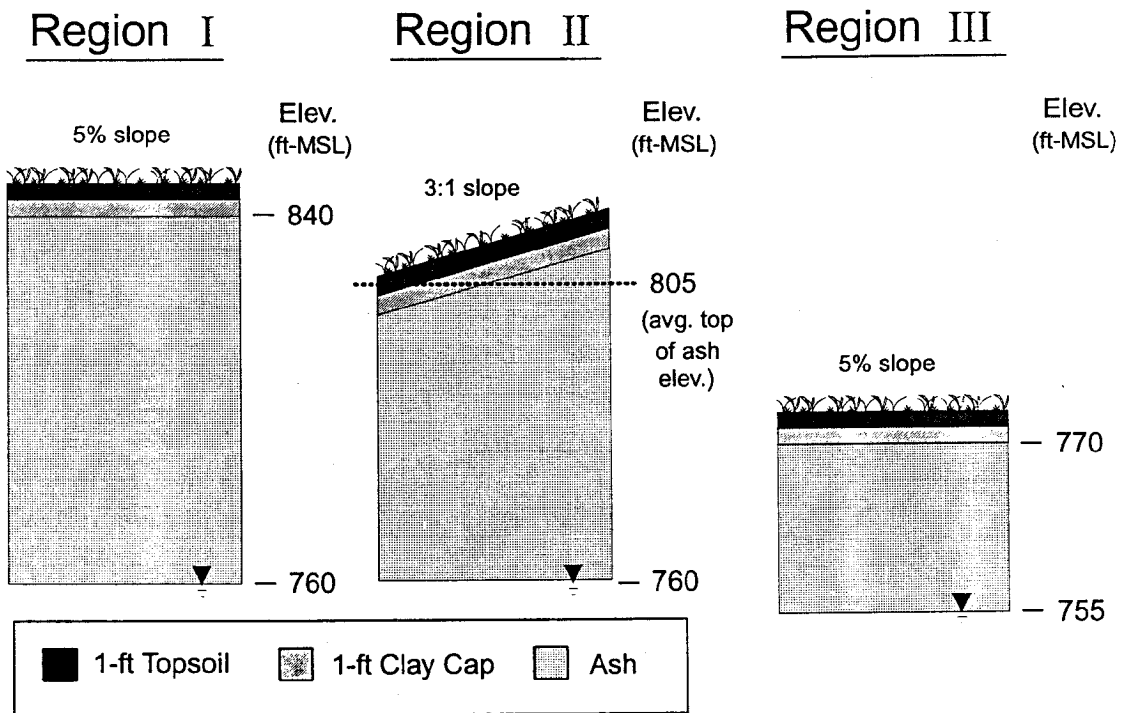 Region I
5% slope
Elev.
(ft-MSL)
840
760
Region II
3:1 slope
Elev.
(ft-MSL)
805
(avg. top
of ash
elev.)
760
Region III
5% slope
Elev.
(ft-MSL)
770
755
1-ft Topsoil
1-ft Clay Cap
Ash